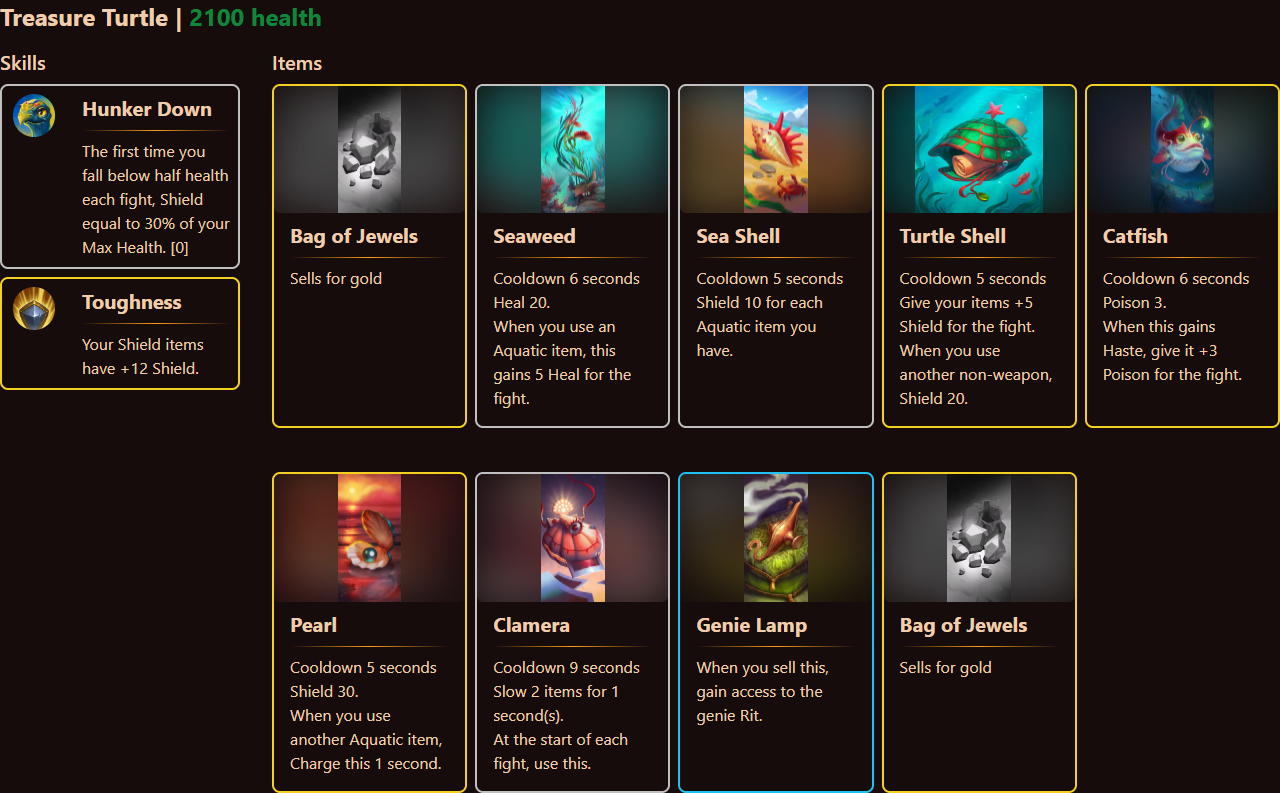 Treasure Turtle | 2100 health
Skills
Hunker Down
The first time you
fall below half health
each fight, Shield
equal to 30% of your
Max Health. [0]
Toughness
Your Shield items
have +12 Shield.
Items
Bag of Jewels
Sells for gold
Seaweed
Cooldown 6 seconds
Heal 20.
When you use an
Aquatic item, this
gains 5 Heal for the
fight.
Sea Shell
Cooldown 5 seconds
Shield 10 for each
Aquatic item you
have.
Turtle Shell
Cooldown 5 seconds
Give your items +5
Shield for the fight.
When you use
another non-weapon,
Shield 20.
Catfish
Cooldown 6 seconds
Poison 3.
When this gains
Haste, give it +3
Poison for the fight.
Pearl
Cooldown 5 seconds
Shield 30.
When you use
another Aquatic item,
Charge this 1 second.
Clamera
Cooldown 9 seconds
Slow 2 items for 1
second(s).
At the start of each
fight, use this.
Genie Lamp
When you sell this,
gain access to the
genie Rit.
Bag of Jewels
Sells for gold